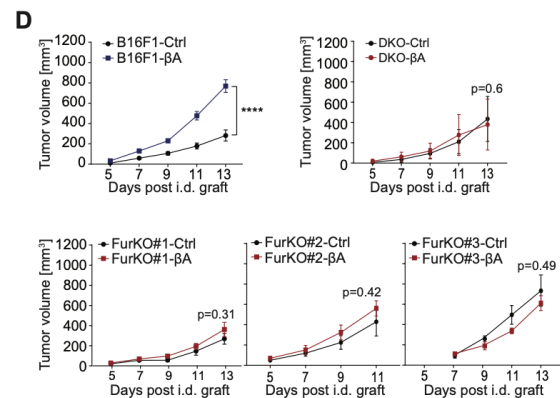 D
B16F1-Ctrl
B16F1-βA
Tumor volume [mm³]
1200
1000
800
600
400
200
0
****
5 7 9 11 13
Days post i.d. graft
DKO-Ctrl
DKO-βA
Tumor volume [mm³]
1200
1000
800
600
400
200
0
p=0.6
5 7 9 11 13
Days post i.d. graft
FurKO#1-Ctrl
FurKO#1-βA
Tumor volume [mm³]
1200
1000
800
600
400
200
0
p=0.31
5 7 9 11 13
Days post i.d. graft
FurKO#2-Ctrl
FurKO#2-βA
p=0.42
5 7 9 11
Days post i.d. graft
FurKO#3-Ctrl
FurKO#3-βA
p=0.49
5 7 9 11 13
Days post i.d. graft